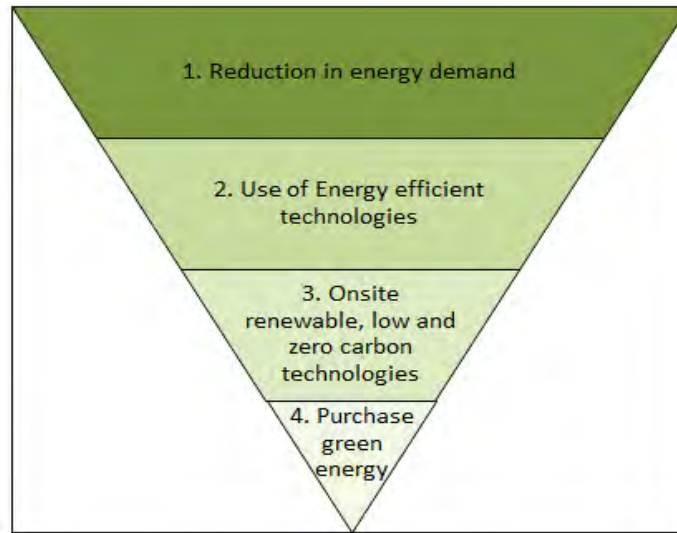 1. Reduction in energy demand
2. Use of Energy efficient
technologies
3. Onsite
renewable, low and
zero carbon
technologies
4. Purchase
green
energy